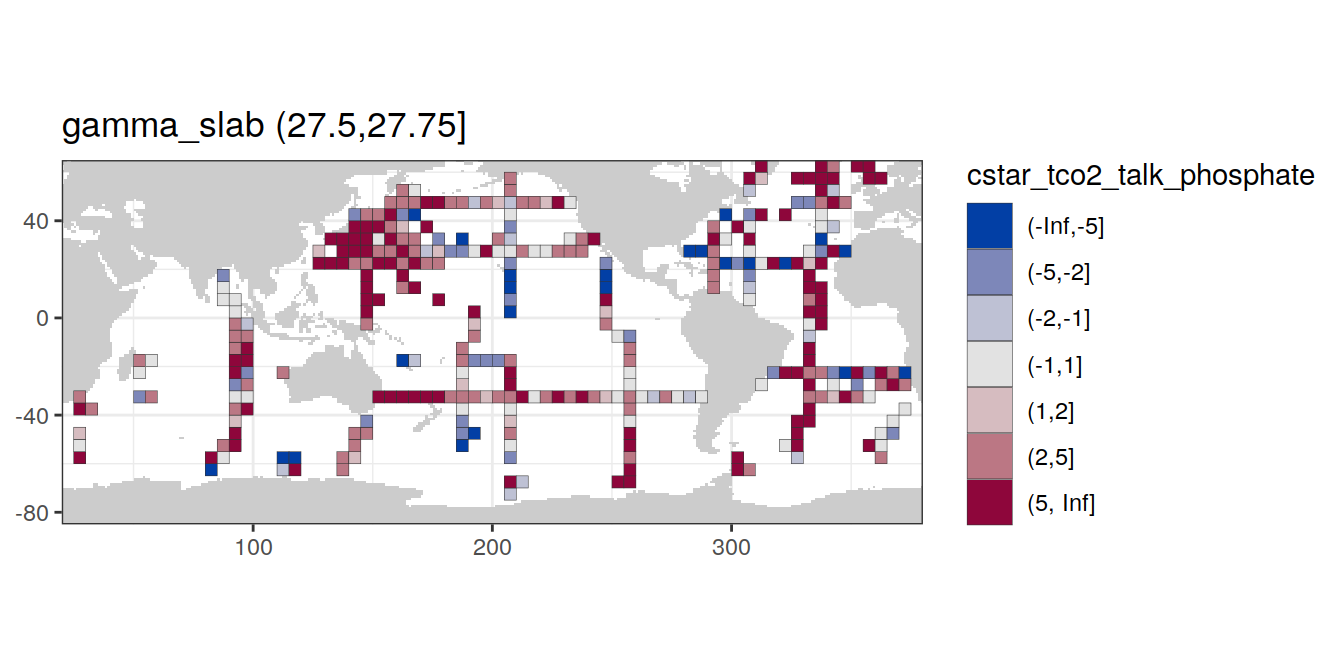 gamma_slab (27.5,27.75]
cstar_tco2_talk_phosphate
(-Inf,-5]
(-5,-2]
(-2,-1]
(-1,1]
(1,2]
(2,5]
(5, Inf]
40
0
-40
-80
100 200 300